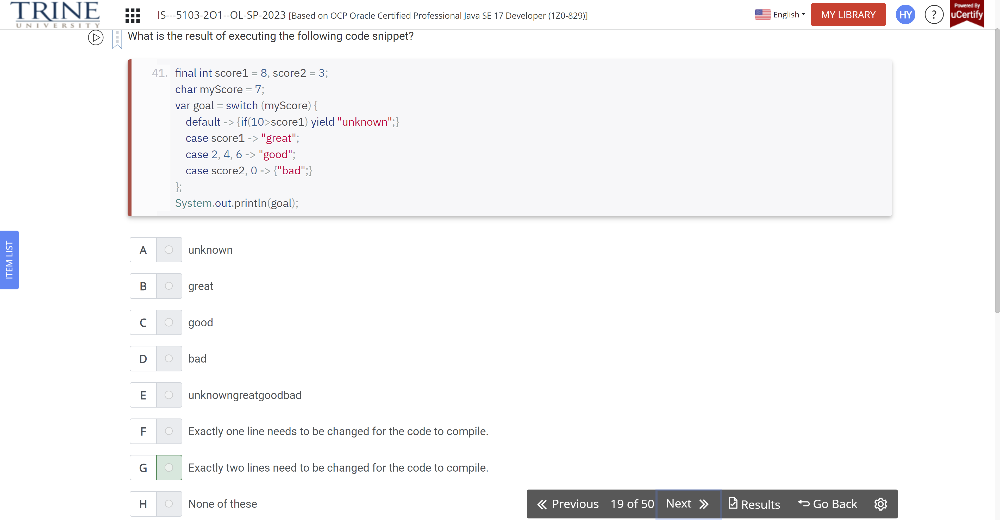 TRINE
UNIVERSITY
IS---5103-2O1--OL-SP-2023 [Based on OCP Oracle Certified Professional Java SE 17 Developer (1Z0-829)]
English
MY LIBRARY
HY
?
Powered By
uCertify
What is the result of executing the following code snippet?
41. final int score1 = 8, score2 = 3;
char myScore = 7;
var goal = switch (myScore) {
default -> {if(10>score1) yield "unknown";}
case score1 -> "great";
case 2, 4, 6 -> "good";
case score2, 0 -> {"bad";}
};
System.out.println(goal);
ITEM LIST
A unknown
B great
C good
D bad
E unknowngreatgoodbad
F Exactly one line needs to be changed for the code to compile.
G Exactly two lines need to be changed for the code to compile.
H None of these
Previous 19 of 50 Next Results Go Back